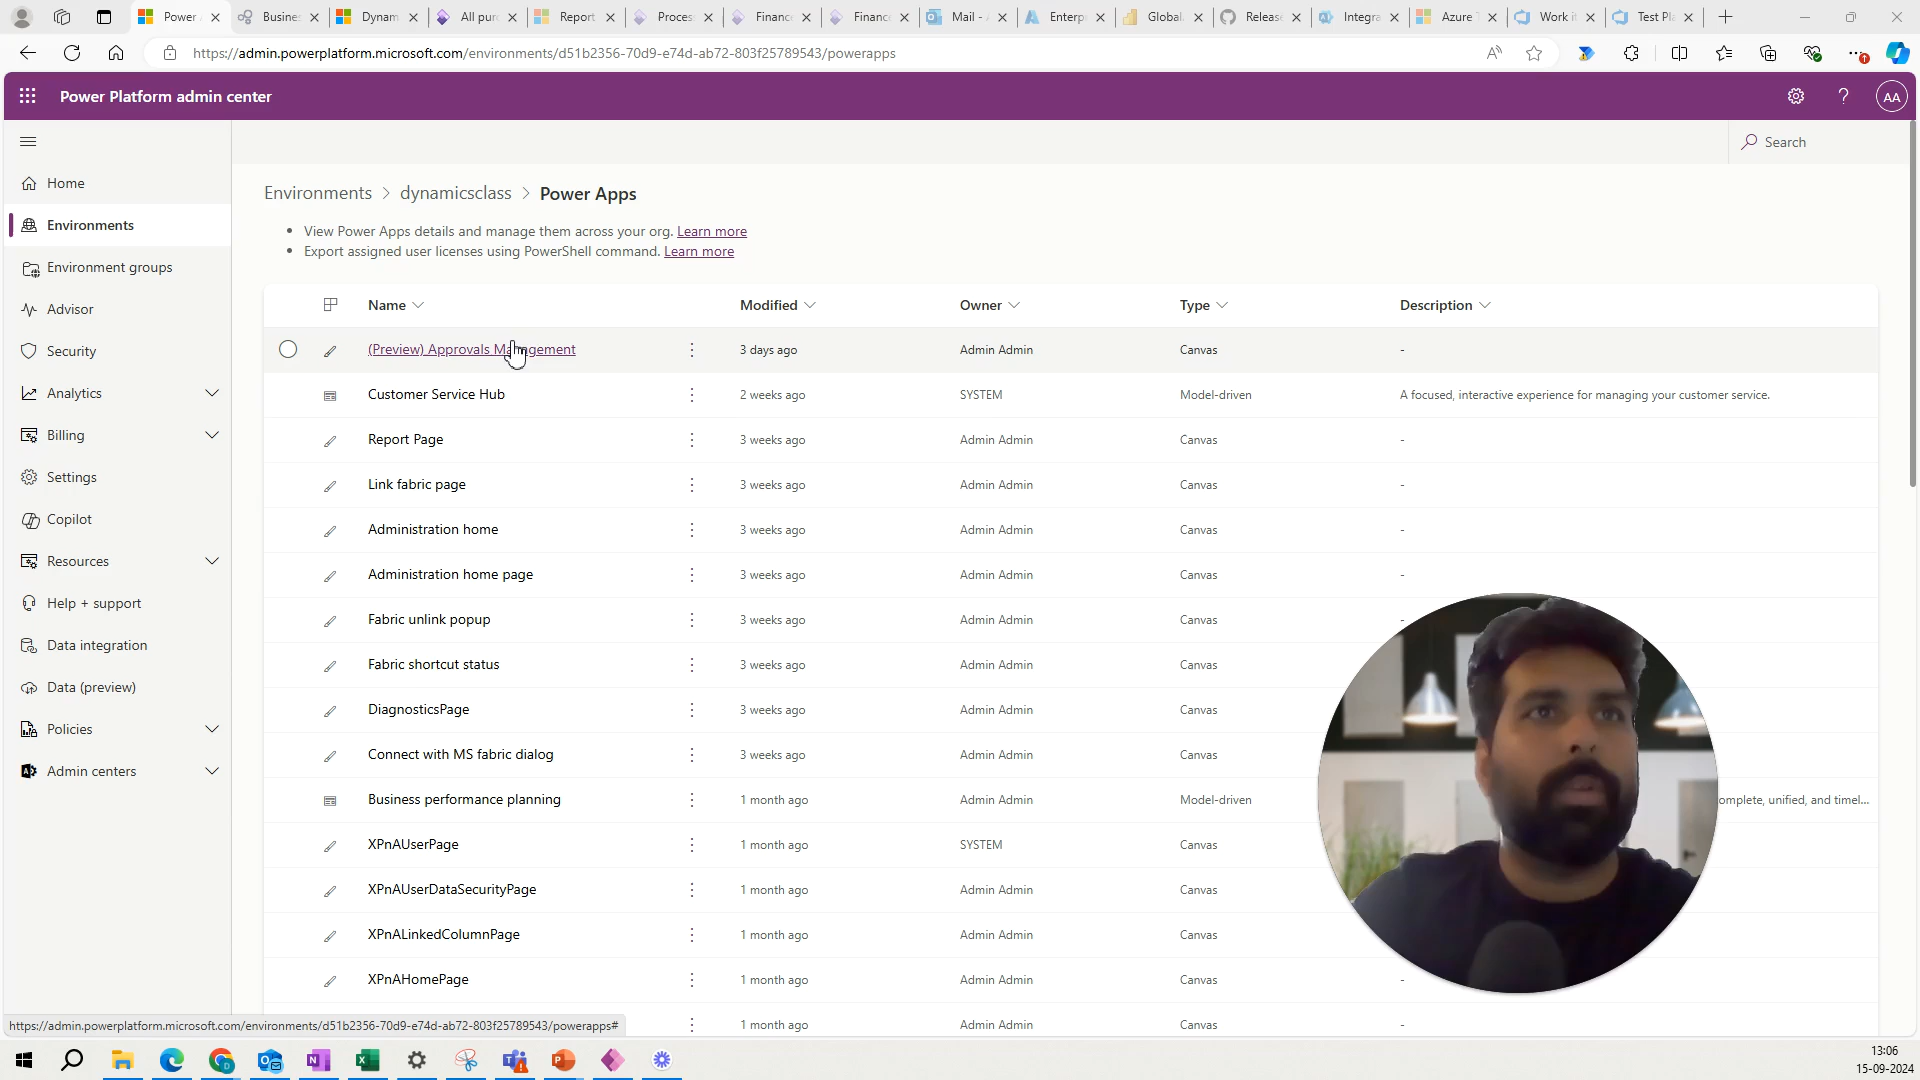 Power
Busines
Dynam
All pur
Report
Process
Finance
Finance
Mail -
Enterp
Global
Release
Integra
Azure
Work it
Test Pla
https://admin.powerplatform.microsoft.com/environments/d51b2356-70d9-e74d-ab72-803f25789543/powerapps
Power Platform admin center
AA
Search
Home
Environments
Environment groups
Advisor
Security
Analytics
Billing
Settings
Copilot
Resources
Help + support
Data integration
Data (preview)
Policies
Admin centers
Environments > dynamicsclass > Power Apps
• View Power Apps details and manage them across your org. Learn more
• Export assigned user licenses using PowerShell command. Learn more
Name Modified Owner Type Description
(Preview) Approvals Management 3 days ago Admin Admin Canvas -
Customer Service Hub 2 weeks ago SYSTEM Model-driven A focused, interactive experience for managing your customer service.
Report Page 3 weeks ago Admin Admin Canvas -
Link fabric page 3 weeks ago Admin Admin Canvas -
Administration home 3 weeks ago Admin Admin Canvas -
Administration home page 3 weeks ago Admin Admin Canvas -
Fabric unlink popup 3 weeks ago Admin Admin Canvas -
Fabric shortcut status 3 weeks ago Admin Admin Canvas
DiagnosticsPage 3 weeks ago Admin Admin Canvas
Connect with MS fabric dialog 3 weeks ago Admin Admin Canvas
Business performance planning 1 month ago Admin Admin Model-driven omplete, unified, and timel...
XPnAUserPage 1 month ago SYSTEM Canvas
XPnAUserDataSecurityPage 1 month ago Admin Admin Canvas
XPnALinkedColumnPage 1 month ago Admin Admin Canvas
XPnAHomePage 1 month ago Admin Admin Canvas -
1 month ago Admin Admin Canvas -
https://admin.powerplatform.microsoft.com/environments/d51b2356-70d9-e74d-ab72-803f25789543/powerapps#
13:06
15-09-2024